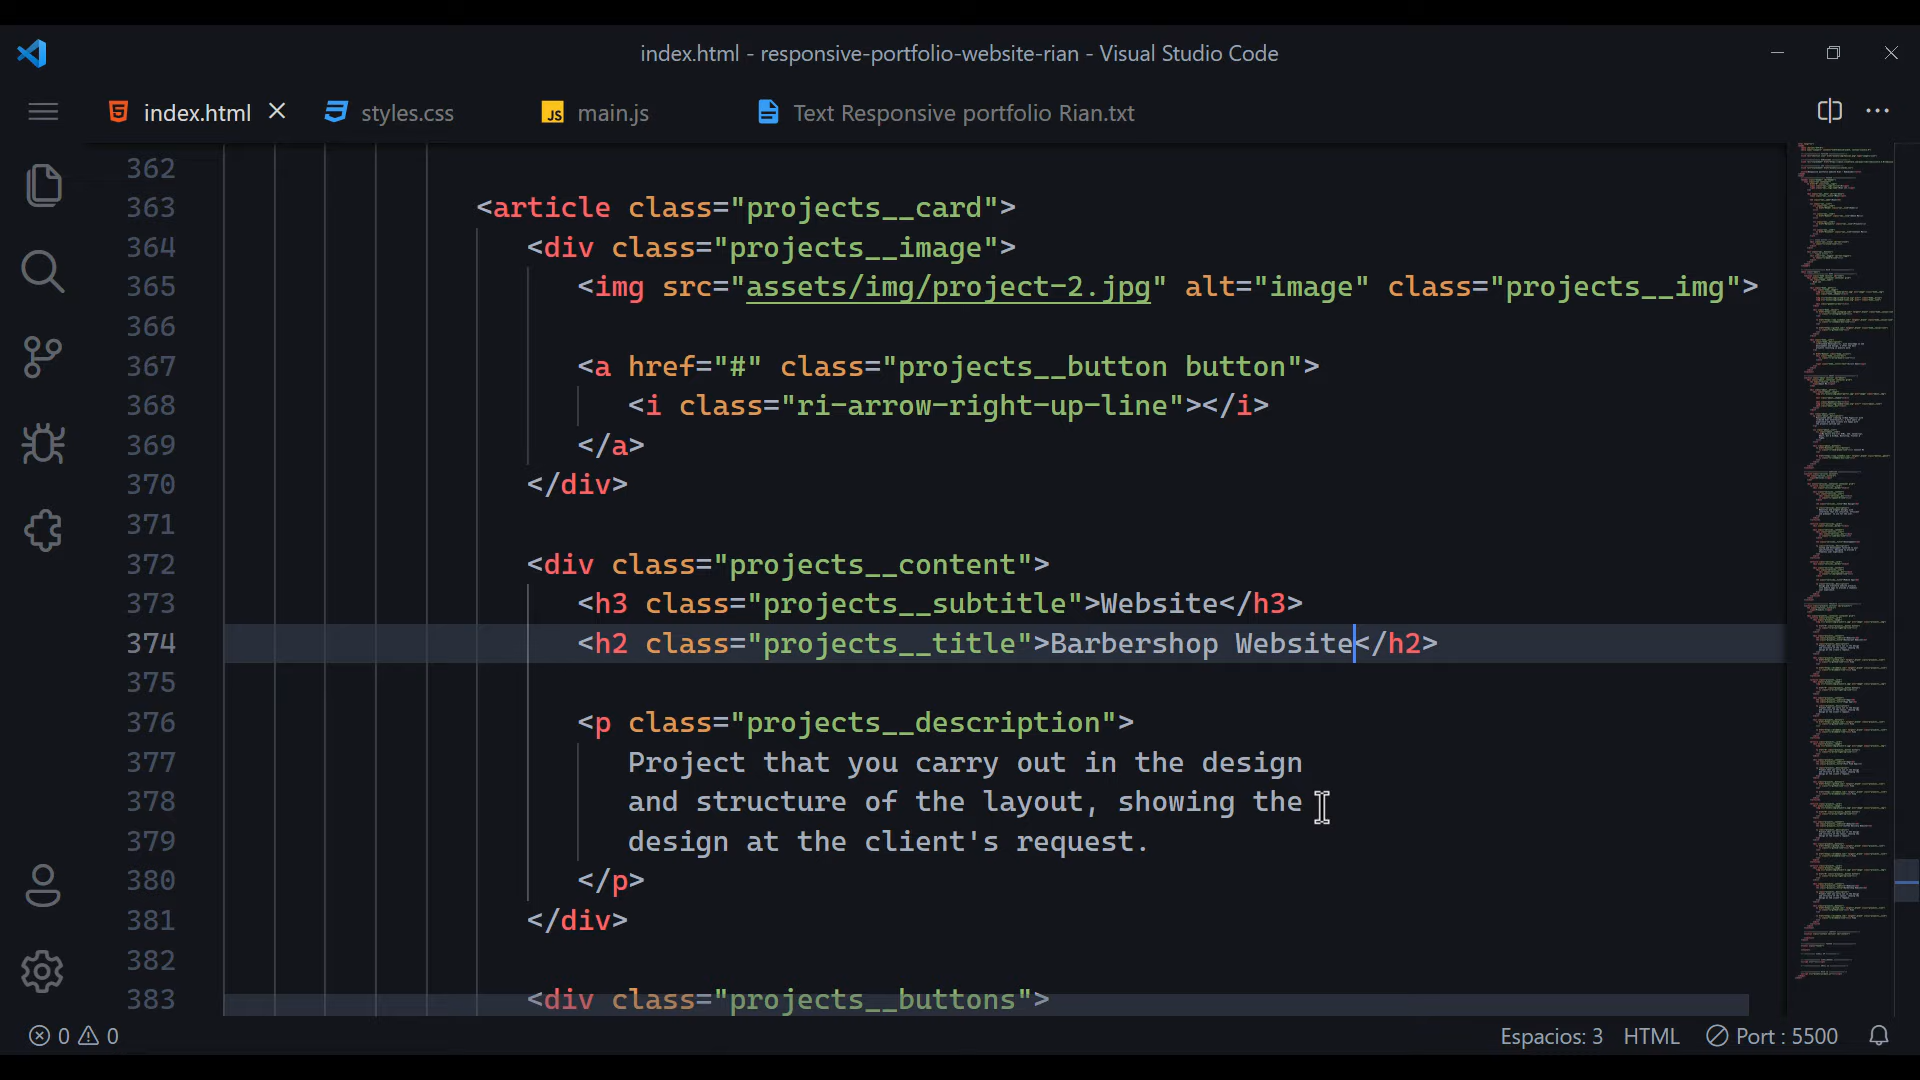 index.html - responsive-portfolio-website-rian - Visual Studio Code
index.html
styles.css
JS main.js
Text Responsive portfolio Rian.txt
362
363 <article class="projects__card">
364 <div class="projects__image">
365 <img src="assets/img/project-2.jpg" alt="image" class="projects__img">
366
367 <a href="#" class="projects__button button">
368 <i class="ri-arrow-right-up-line"></i>
369 </a>
370 </div>
371
372 <div class="projects__content">
373 <h3 class="projects__subtitle">Website</h3>
374 <h2 class="projects__title">Barbershop Website</h2>
375
376 <p class="projects__description">
377 Project that you carry out in the design
378 and structure of the layout, showing the
379 design at the client's request.
380 </p>
381 </div>
382
383 <div class="projects__buttons">
0 0 Espacios: 3 HTML Port : 5500